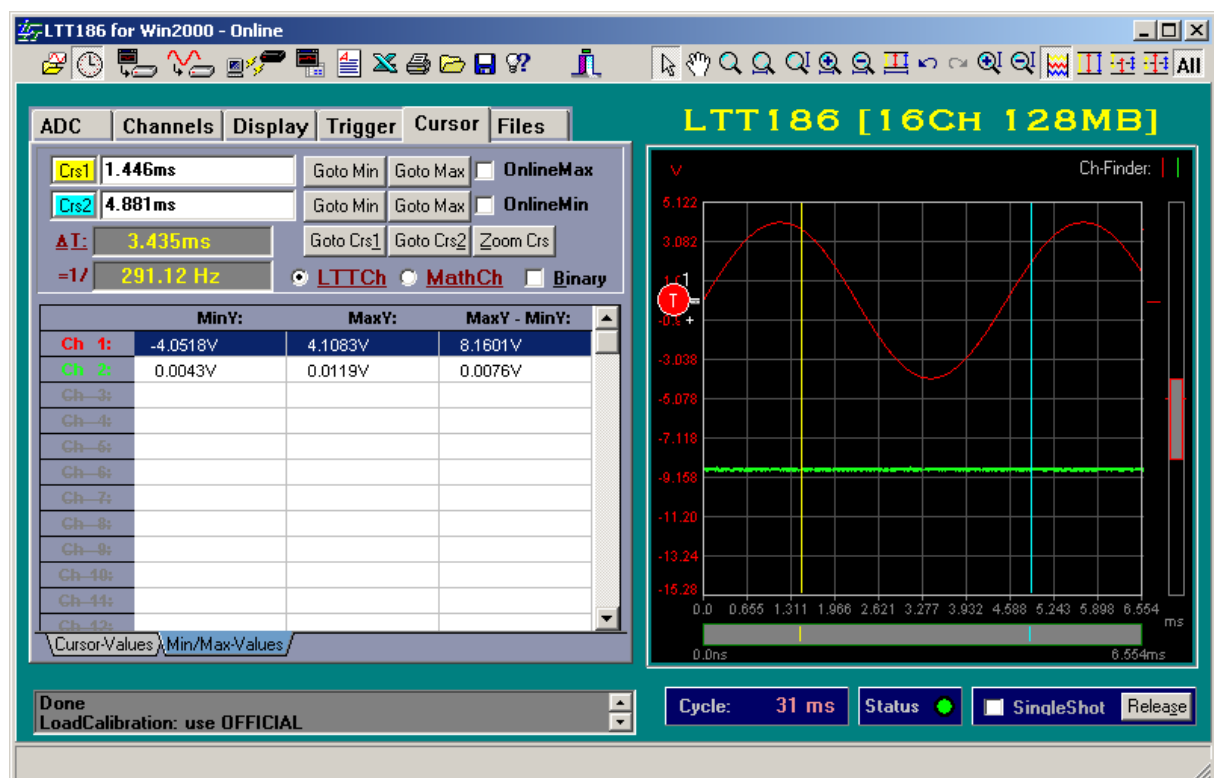 LTT186 for Win2000 - Online
All
ADC Channels Display Trigger Cursor Files
LTT186 [16CH 128MB]
Crs1 1.446ms Goto Min Goto Max OnlineMax
Crs2 4.881ms Goto Min Goto Max OnlineMin
ΔT: 3.435ms Goto Crs1 Goto Crs2 Zoom Crs
=1/ 291.12 Hz LTTCh MathCh Binary
MinY: MaxY: MaxY - MinY:
Ch 1: -4.0518V 4.1083V 8.1601V
Ch 2: 0.0043V 0.0119V 0.0076V
Ch 3:
Ch 4:
Ch 5:
Ch 6:
Ch 7:
Ch 8:
Ch 9:
Ch 10:
Ch 11:
Ch 12:
Cursor-Values Min/Max-Values
V Ch-Finder:
5.122
3.082
1
T
-3.038
-5.078
-7.118
-9.158
-11.20
-13.24
-15.28
0.0 0.655 1.311 1.966 2.621 3.277 3.932 4.588 5.243 5.898 6.554
ms
0.0ns 6.554ms
Done
LoadCalibration: use OFFICIAL
Cycle: 31 ms Status SingleShot Release